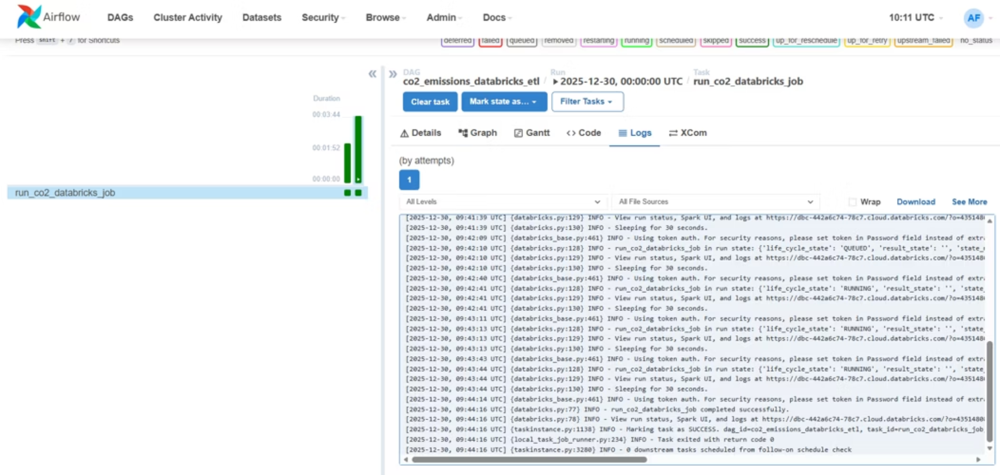 Airflow DAGs Cluster Activity Datasets Security Browse Admin Docs 10:11 UTC AF
Press shift + / for Shortcuts deferred failed queued removed restarting running scheduled skipped success up_for_reschedule up_for_retry upstream_failed no_status
DAG Run Task
co2_emissions_databricks_etl / 2025-12-30, 00:00:00 UTC / run_co2_databricks_job
Clear task Mark state as... Filter Tasks
Duration
00:03:44
00:01:52
00:00:00
run_co2_databricks_job
Details Graph Gantt <> Code Logs XCom
(by attempts)
1
All Levels All File Sources Wrap Download See More
[2025-12-30, 09:41:39 UTC] {databricks.py:129} INFO - View run status, Spark UI, and logs at https://dbc-442a6c74-78c7.cloud.databricks.com/?o=435148
[2025-12-30, 09:41:39 UTC] {databricks.py:130} INFO - Sleeping for 30 seconds.
[2025-12-30, 09:42:09 UTC] {databricks_base.py:461} INFO - Using token auth. For security reasons, please set token in Password field instead of extr
[2025-12-30, 09:42:10 UTC] {databricks.py:128} INFO - run_co2_databricks_job in run state: {'life_cycle_state': 'QUEUED', 'result_state': '', 'state_
[2025-12-30, 09:42:10 UTC] {databricks.py:129} INFO - View run status, Spark UI, and logs at https://dbc-442a6c74-78c7.cloud.databricks.com/?o=435148
[2025-12-30, 09:42:10 UTC] {databricks.py:130} INFO - Sleeping for 30 seconds.
[2025-12-30, 09:42:40 UTC] {databricks_base.py:461} INFO - Using token auth. For security reasons, please set token in Password field instead of extr
[2025-12-30, 09:42:41 UTC] {databricks.py:128} INFO - run_co2_databricks_job in run state: {'life_cycle_state': 'RUNNING', 'result_state': '', 'state_
[2025-12-30, 09:42:41 UTC] {databricks.py:129} INFO - View run status, Spark UI, and logs at https://dbc-442a6c74-78c7.cloud.databricks.com/?o=435148
[2025-12-30, 09:42:41 UTC] {databricks.py:130} INFO - Sleeping for 30 seconds.
[2025-12-30, 09:43:11 UTC] {databricks_base.py:461} INFO - Using token auth. For security reasons, please set token in Password field instead of extr
[2025-12-30, 09:43:13 UTC] {databricks.py:128} INFO - run_co2_databricks_job in run state: {'life_cycle_state': 'RUNNING', 'result_state': '', 'state_
[2025-12-30, 09:43:13 UTC] {databricks.py:129} INFO - View run status, Spark UI, and logs at https://dbc-442a6c74-78c7.cloud.databricks.com/?o=435148
[2025-12-30, 09:43:13 UTC] {databricks.py:130} INFO - Sleeping for 30 seconds.
[2025-12-30, 09:43:43 UTC] {databricks_base.py:461} INFO - Using token auth. For security reasons, please set token in Password field instead of extr
[2025-12-30, 09:43:44 UTC] {databricks.py:128} INFO - run_co2_databricks_job in run state: {'life_cycle_state': 'RUNNING', 'result_state': '', 'state_
[2025-12-30, 09:43:44 UTC] {databricks.py:129} INFO - View run status, Spark UI, and logs at https://dbc-442a6c74-78c7.cloud.databricks.com/?o=435148
[2025-12-30, 09:43:44 UTC] {databricks.py:130} INFO - Sleeping for 30 seconds.
[2025-12-30, 09:44:14 UTC] {databricks_base.py:461} INFO - Using token auth. For security reasons, please set token in Password field instead of extr
[2025-12-30, 09:44:16 UTC] {databricks.py:77} INFO - run_co2_databricks_job completed successfully.
[2025-12-30, 09:44:16 UTC] {databricks.py:78} INFO - View run status, Spark UI, and logs at https://dbc-442a6c74-78c7.cloud.databricks.com/?o=4351480
[2025-12-30, 09:44:16 UTC] {taskinstance.py:1138} INFO - Marking task as SUCCESS. dag_id=co2_emissions_databricks_etl, task_id=run_co2_databricks_job
[2025-12-30, 09:44:16 UTC] {local_task_job_runner.py:234} INFO - Task exited with return code 0
[2025-12-30, 09:44:16 UTC] {taskinstance.py:3280} INFO - 0 downstream tasks scheduled from follow-on schedule check